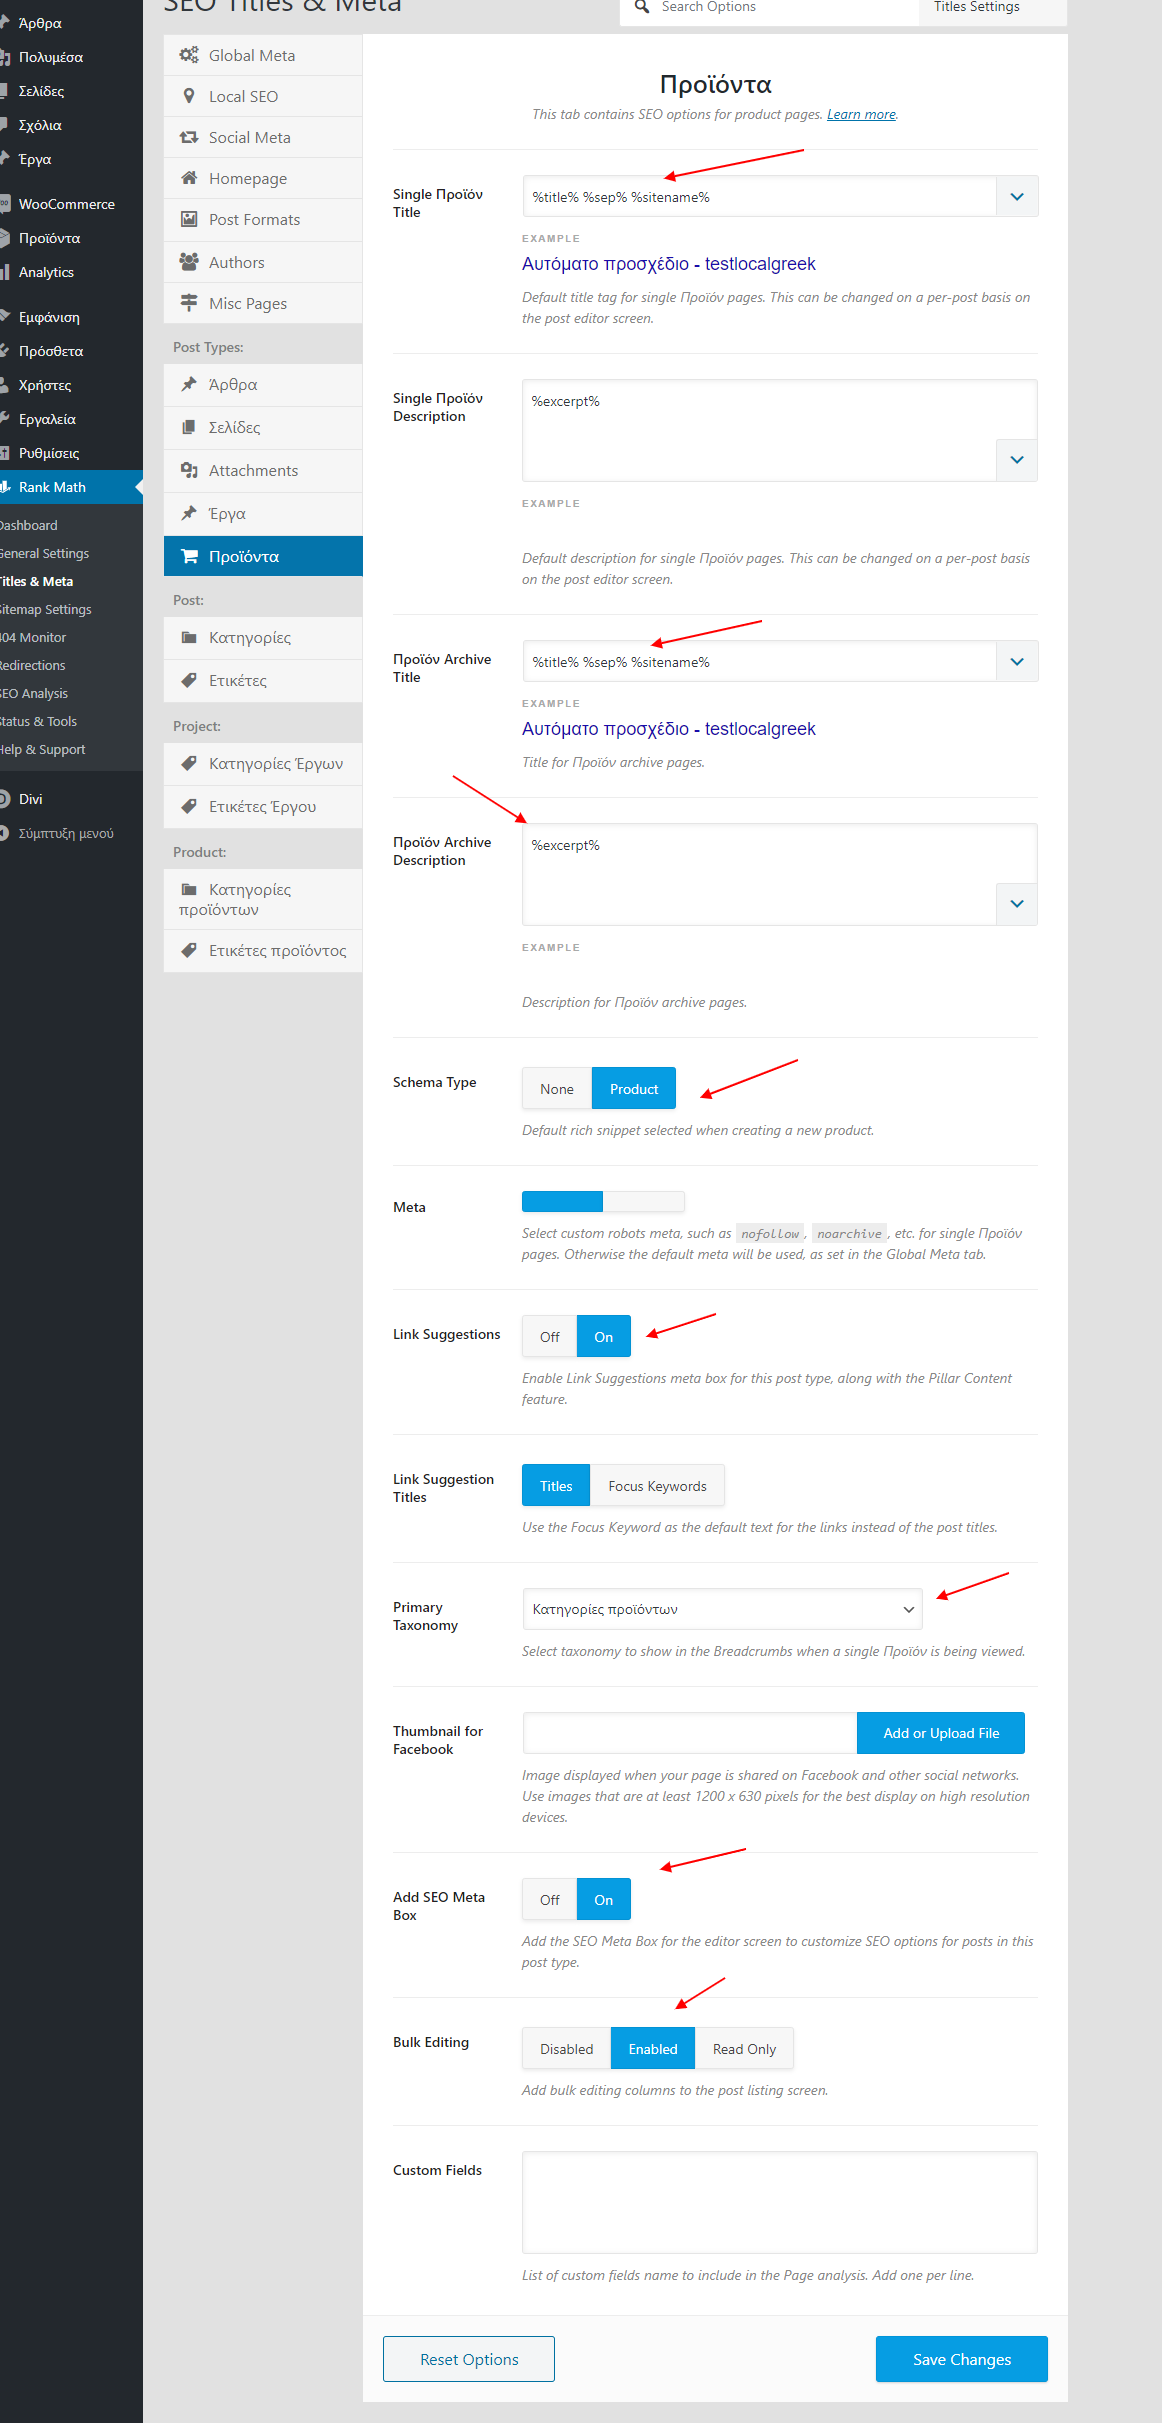 Άρθρα
Πολυμέσα
Σελίδες
Σχόλια
Έργα
WooCommerce
Προϊόντα
Analytics
Εμφάνιση
Πρόσθετα
Χρήστες
Εργαλεία
Ρυθμίσεις
Rank Math
Dashboard
General Settings
Titles & Meta
Sitemap Settings
404 Monitor
Redirections
SEO Analysis
Status & Tools
Help & Support
Divi
Σύμπτυξη μενού
SEO Titles & Meta
Search Options
Titles Settings
Global Meta
Local SEO
Social Meta
Homepage
Post Formats
Authors
Misc Pages
Post Types:
Άρθρα
Σελίδες
Attachments
Έργα
Προϊόντα
Post:
Κατηγορίες
Ετικέτες
Project:
Κατηγορίες Έργων
Ετικέτες Έργου
Product:
Κατηγορίες
προϊόντων
Ετικέτες προϊόντος
Προϊόντα
This tab contains SEO options for product pages. Learn more.
Single Προϊόν
Title
%title% %sep% %sitename%
EXAMPLE
Αυτόματο προσχέδιο - testlocalgreek
Default title tag for single Προϊόν pages. This can be changed on a per-post basis on
the post editor screen.
Single Προϊόν
Description
%excerpt%
EXAMPLE
Default description for single Προϊόν pages. This can be changed on a per-post basis
on the post editor screen.
Προϊόν Archive
Title
%title% %sep% %sitename%
EXAMPLE
Αυτόματο προσχέδιο - testlocalgreek
Title for Προϊόν archive pages.
Προϊόν Archive
Description
%excerpt%
EXAMPLE
Description for Προϊόν archive pages.
Schema Type
None
Product
Default rich snippet selected when creating a new product.
Meta
Select custom robots meta, such as nofollow, noarchive, etc. for single Προϊόν
pages. Otherwise the default meta will be used, as set in the Global Meta tab.
Link Suggestions
Off
On
Enable Link Suggestions meta box for this post type, along with the Pillar Content
feature.
Link Suggestion
Titles
Titles
Focus Keywords
Use the Focus Keyword as the default text for the links instead of the post titles.
Primary
Taxonomy
Κατηγορίες προϊόντων
Select taxonomy to show in the Breadcrumbs when a single Προϊόν is being viewed.
Thumbnail for
Facebook
Add or Upload File
Image displayed when your page is shared on Facebook and other social networks.
Use images that are at least 1200 x 630 pixels for the best display on high resolution
devices.
Add SEO Meta
Box
Off
On
Add the SEO Meta Box for the editor screen to customize SEO options for posts in this
post type.
Bulk Editing
Disabled
Enabled
Read Only
Add bulk editing columns to the post listing screen.
Custom Fields
List of custom fields name to include in the Page analysis. Add one per line.
Reset Options
Save Changes